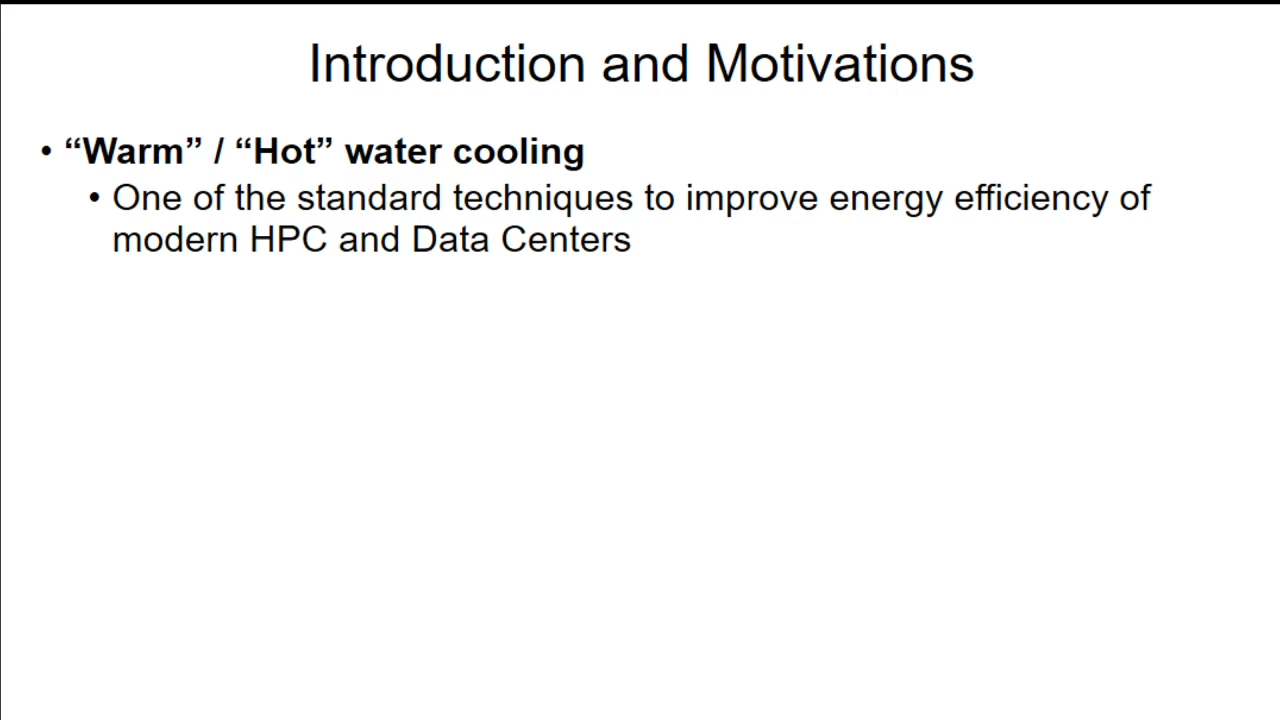 Introduction and Motivations
• “Warm” / “Hot” water cooling
• One of the standard techniques to improve energy efficiency of
modern HPC and Data Centers